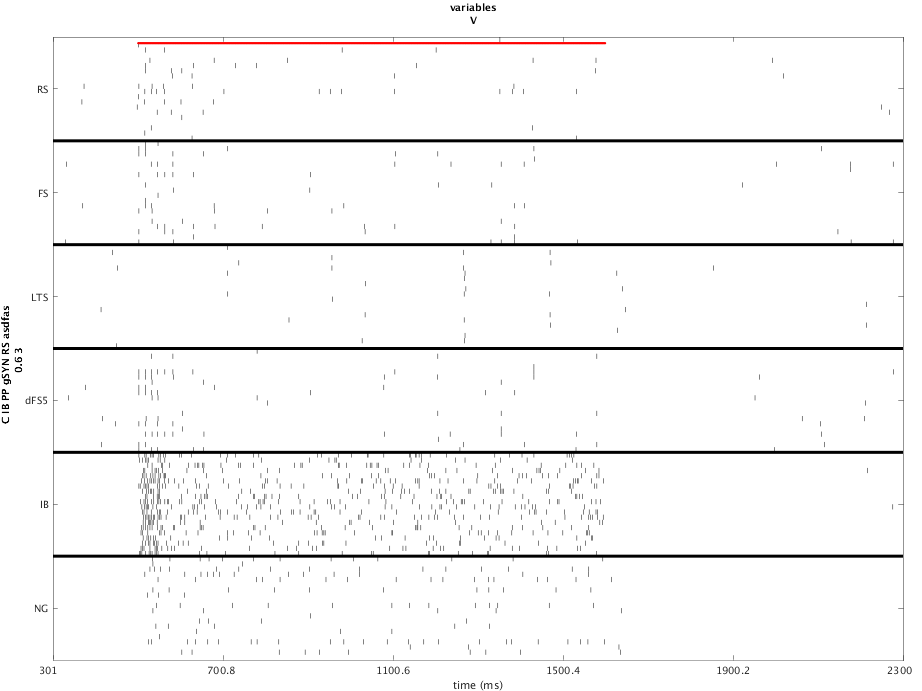 variables
V
RS
FS
LTS
dFS5
IB
NG
C IB PP gSYN RS asdfas
0.6 3
301
700.8
1100.6
1500.4
1900.2
2300
time (ms)